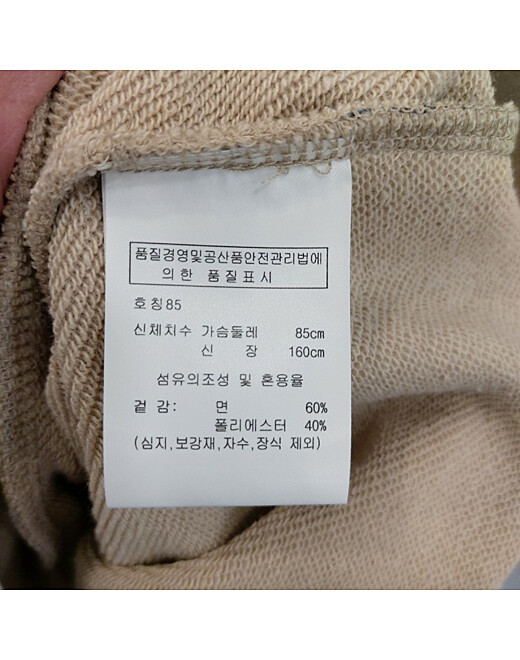 품질경영및공산품안전관리법에
의한 품질표시
호칭85
신체치수 가슴둘레 85cm
신 장 160cm
섬유의조성 및 혼용율
겉감: 면 60%
폴리에스터 40%
(심지,보강재,자수,장식 제외)